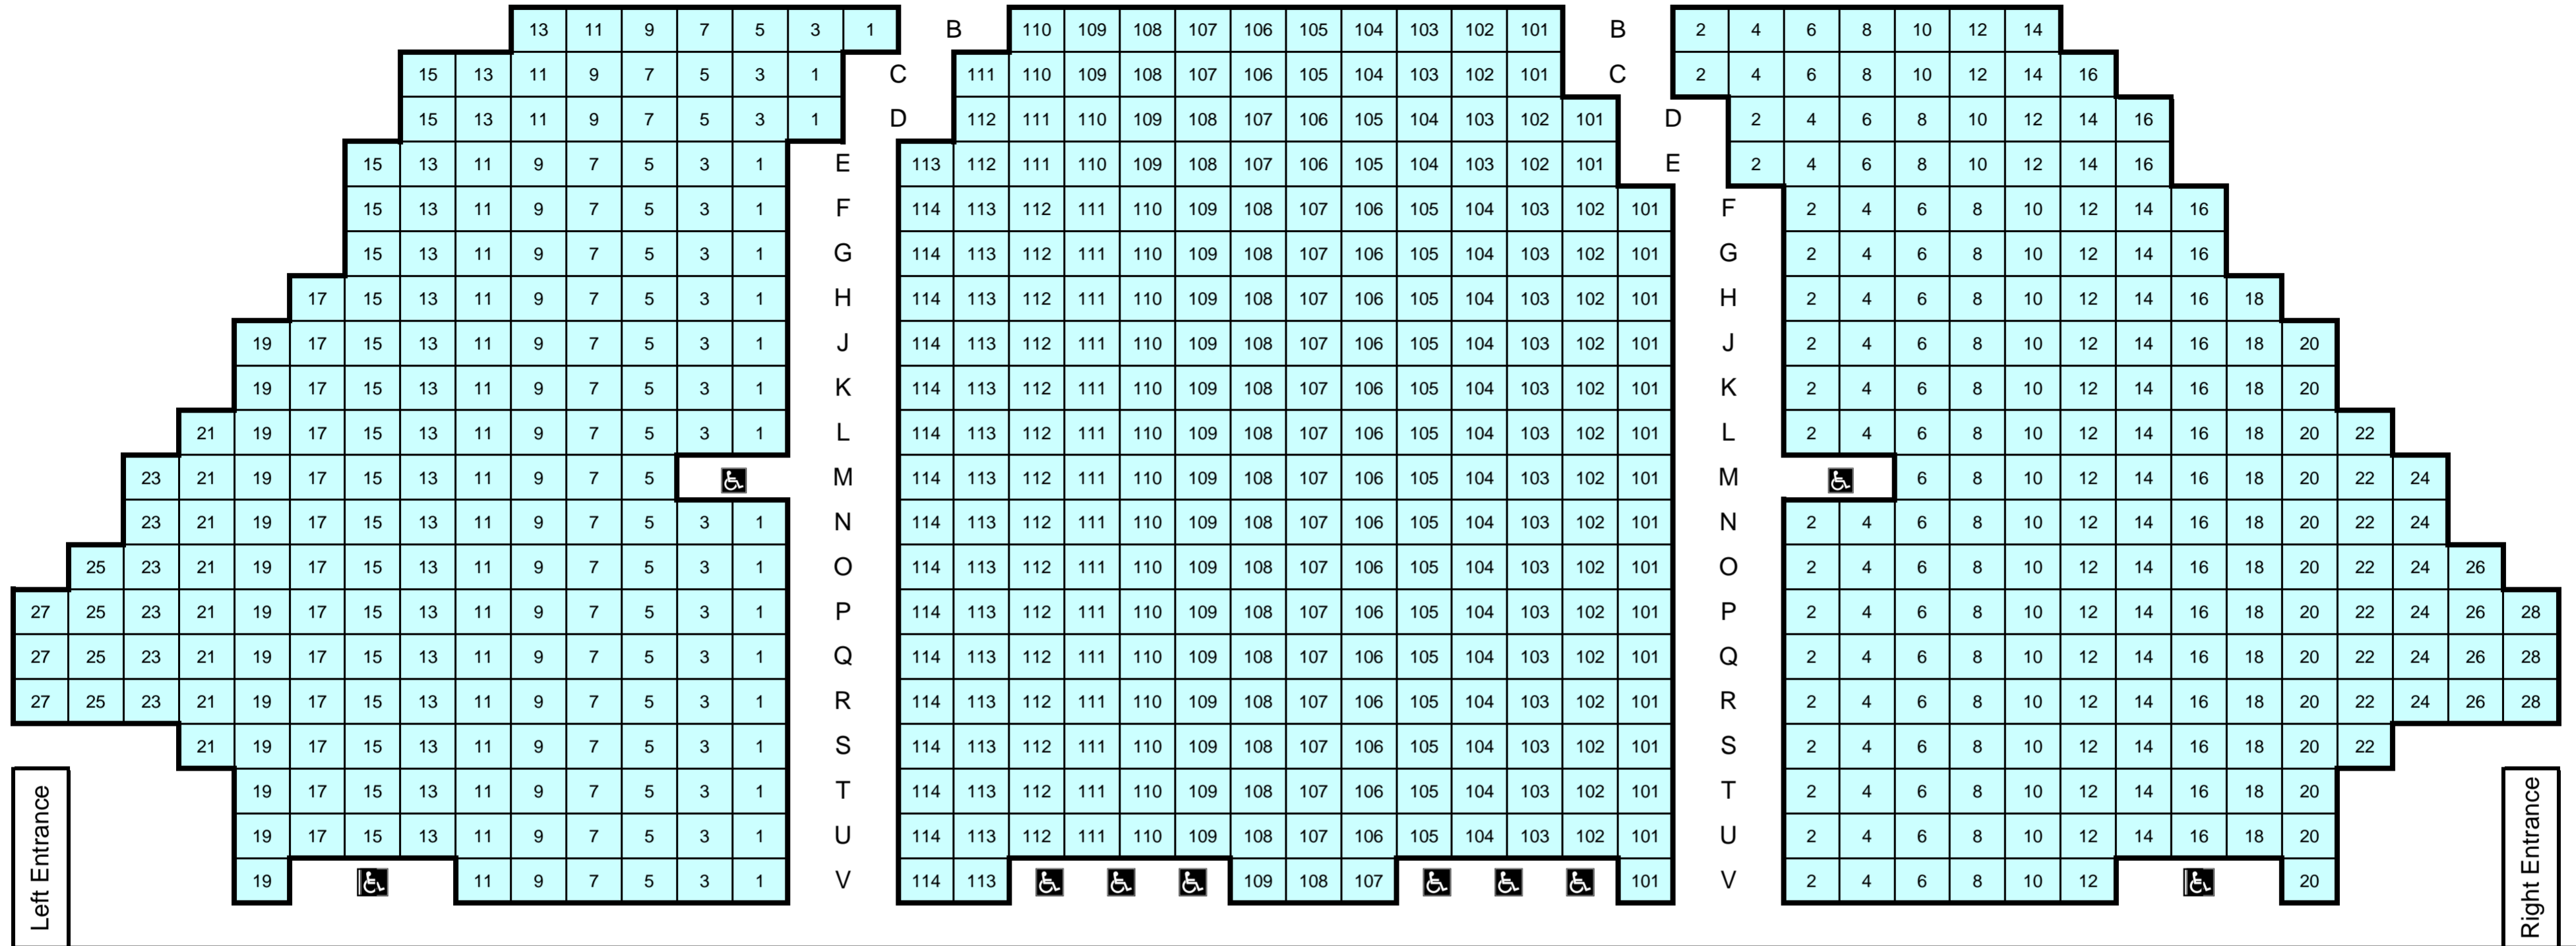 13 11 9 7 5 3 1 B 110 109 108 107 106 105 104 103 102 101 B 2 4 6 8 10 12 14
15 13 11 9 7 5 3 1 C 111 110 109 108 107 106 105 104 103 102 101 C 2 4 6 8 10 12 14 16
15 13 11 9 7 5 3 1 D 112 111 110 109 108 107 106 105 104 103 102 101 D 2 4 6 8 10 12 14 16
15 13 11 9 7 5 3 1 E 113 112 111 110 109 108 107 106 105 104 103 102 101 E 2 4 6 8 10 12 14 16
15 13 11 9 7 5 3 1 F 114 113 112 111 110 109 108 107 106 105 104 103 102 101 F 2 4 6 8 10 12 14 16
15 13 11 9 7 5 3 1 G 114 113 112 111 110 109 108 107 106 105 104 103 102 101 G 2 4 6 8 10 12 14 16
17 15 13 11 9 7 5 3 1 H 114 113 112 111 110 109 108 107 106 105 104 103 102 101 H 2 4 6 8 10 12 14 16 18
19 17 15 13 11 9 7 5 3 1 J 114 113 112 111 110 109 108 107 106 105 104 103 102 101 J 2 4 6 8 10 12 14 16 18 20
19 17 15 13 11 9 7 5 3 1 K 114 113 112 111 110 109 108 107 106 105 104 103 102 101 K 2 4 6 8 10 12 14 16 18 20
21 19 17 15 13 11 9 7 5 3 1 L 114 113 112 111 110 109 108 107 106 105 104 103 102 101 L 2 4 6 8 10 12 14 16 18 20 22
23 21 19 17 15 13 11 9 7 5 M 114 113 112 111 110 109 108 107 106 105 104 103 102 101 M 6 8 10 12 14 16 18 20 22 24
23 21 19 17 15 13 11 9 7 5 3 1 N 114 113 112 111 110 109 108 107 106 105 104 103 102 101 N 2 4 6 8 10 12 14 16 18 20 22 24
25 23 21 19 17 15 13 11 9 7 5 3 1 O 114 113 112 111 110 109 108 107 106 105 104 103 102 101 O 2 4 6 8 10 12 14 16 18 20 22 24 26
27 25 23 21 19 17 15 13 11 9 7 5 3 1 P 114 113 112 111 110 109 108 107 106 105 104 103 102 101 P 2 4 6 8 10 12 14 16 18 20 22 24 26 28
27 25 23 21 19 17 15 13 11 9 7 5 3 1 Q 114 113 112 111 110 109 108 107 106 105 104 103 102 101 Q 2 4 6 8 10 12 14 16 18 20 22 24 26 28
27 25 23 21 19 17 15 13 11 9 7 5 3 1 R 114 113 112 111 110 109 108 107 106 105 104 103 102 101 R 2 4 6 8 10 12 14 16 18 20 22 24 26 28
21 19 17 15 13 11 9 7 5 3 1 S 114 113 112 111 110 109 108 107 106 105 104 103 102 101 S 2 4 6 8 10 12 14 16 18 20 22
19 17 15 13 11 9 7 5 3 1 T 114 113 112 111 110 109 108 107 106 105 104 103 102 101 T 2 4 6 8 10 12 14 16 18 20
19 17 15 13 11 9 7 5 3 1 U 114 113 112 111 110 109 108 107 106 105 104 103 102 101 U 2 4 6 8 10 12 14 16 18 20
19 11 9 7 5 3 1 V 114 113 109 108 107 101 V 2 4 6 8 10 12 20
Left Entrance
Right Entrance